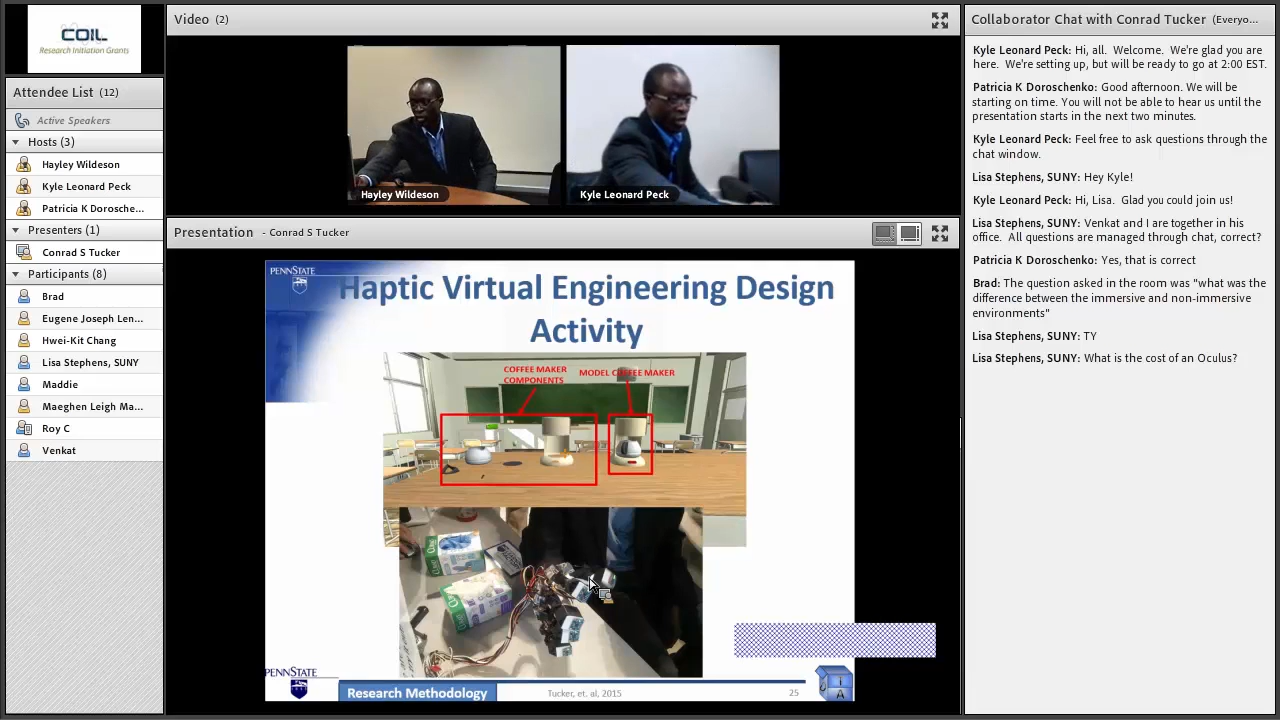 COIL
Research Initiation Grants
Attendee List (12)
Active Speakers
Hosts (3)
Hayley Wildeson
Kyle Leonard Peck
Patricia K Dorosche...
Presenters (1)
Conrad S Tucker
Participants (8)
Brad
Eugene Joseph Len...
Hwei-Kit Chang
Lisa Stephens, SUNY
Maddie
Maeghen Leigh Ma...
Roy C
Venkat
Video (2)
Hayley Wildeson
Kyle Leonard Peck
Presentation - Conrad S Tucker
PENNSTATE
Haptic Virtual Engineering Design
Activity
COFFEE MAKER
COMPONENTS
MODEL COFFEE MAKER
PENNSTATE
Research Methodology
Tucker, et. al, 2015
25
Collaborator Chat with Conrad Tucker (Everyo...
Kyle Leonard Peck: Hi, all. Welcome. We're glad you are
here. We're setting up, but will be ready to go at 2:00 EST.
Patricia K Doroschenko: Good afternoon. We will be
starting on time. You will not be able to hear us until the
presentation starts in the next two minutes.
Kyle Leonard Peck: Feel free to ask questions through the
chat window.
Lisa Stephens, SUNY: Hey Kyle!
Kyle Leonard Peck: Hi, Lisa. Glad you could join us!
Lisa Stephens, SUNY: Venkat and I are together in his
office. All questions are managed through chat, correct?
Patricia K Doroschenko: Yes, that is correct
Brad: The question asked in the room was "what was the
difference between the immersive and non-immersive
environments"
Lisa Stephens, SUNY: TY
Lisa Stephens, SUNY: What is the cost of an Oculus?